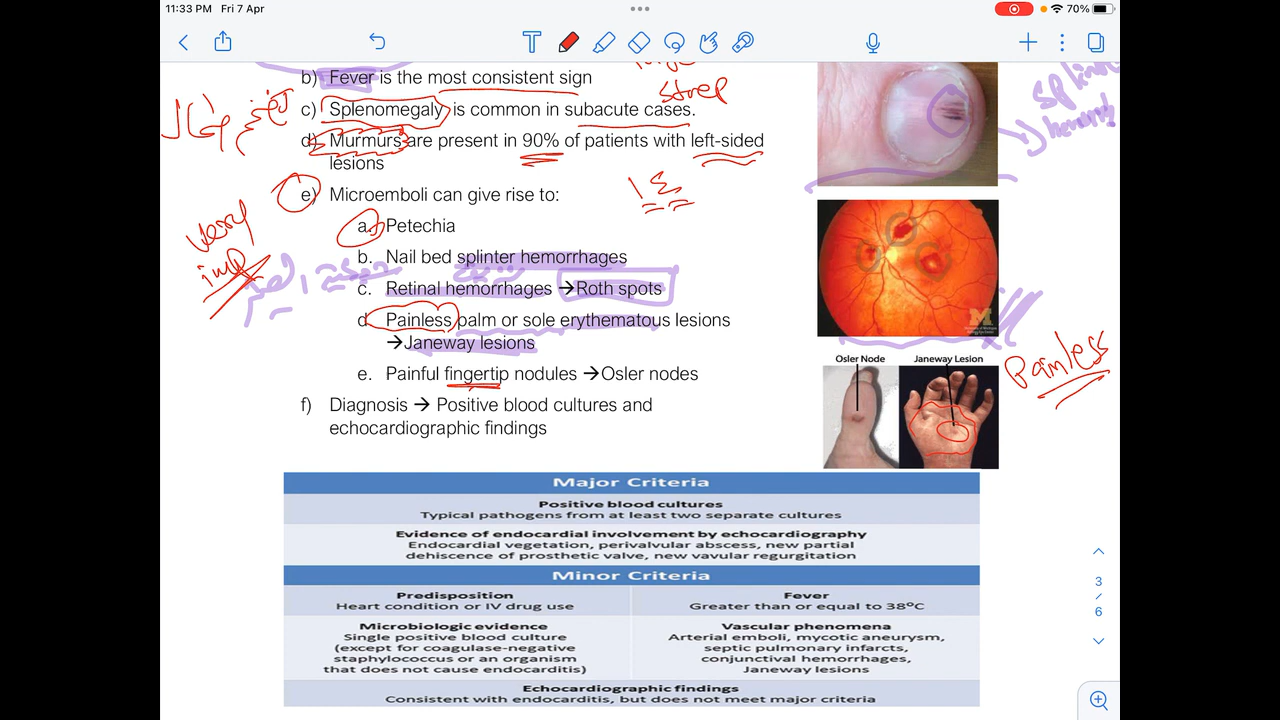 11:33 PM Fri 7 Apr
70%
b) Fever is the most consistent sign
strep
c) Splenomegaly is common in subacute cases.
d) Murmurs are present in 90% of patients with left-sided
lesions
e) Microemboli can give rise to:
very
imp
a. Petechia
b. Nail bed splinter hemorrhages
c. Retinal hemorrhages → Roth spots
d. Painless palm or sole erythematous lesions
→ Janeway lesions
e. Painful fingertip nodules → Osler nodes
f) Diagnosis → Positive blood cultures and
echocardiographic findings
Osler Node Janeway Lesion
Painless
3
/
6
Major Criteria
Positive blood cultures
Typical pathogens from at least two separate cultures
Evidence of endocardial involvement by echocardiography
Endocardial vegetation, perivalvular abscess, new partial
dehiscence of prosthetic valve, new vavular regurgitation
Minor Criteria
Predisposition
Heart condition or IV drug use
Fever
Greater than or equal to 38ºC
Microbiologic evidence
Single positive blood culture
(except for coagulase-negative
staphylococcus or an organism
that does not cause endocarditis)
Vascular phenomena
Arterial emboli, mycotic aneurysm,
septic pulmonary infarcts,
conjunctival hemorrhages,
Janeway lesions
Echocardiographic findings
Consistent with endocarditis, but does not meet major criteria